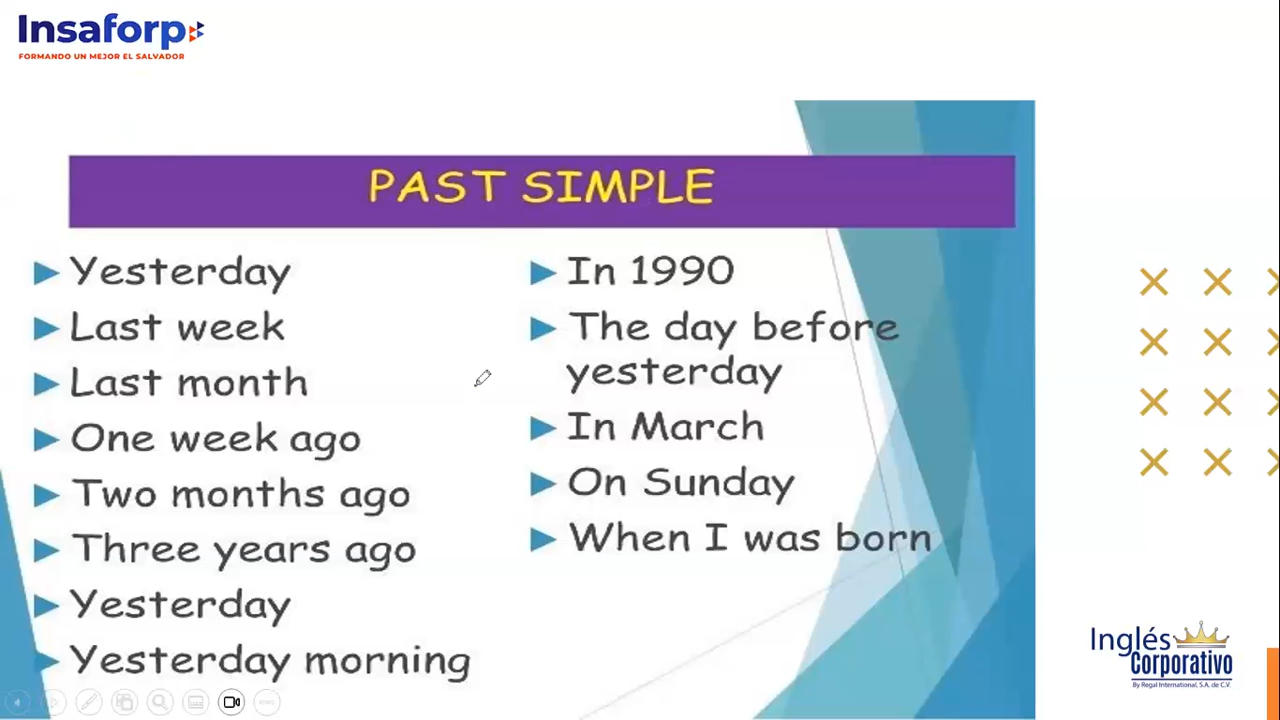 Insaforp
FORMANDO UN MEJOR EL SALVADOR
PAST SIMPLE
Yesterday
Last week
Last month
One week ago
Two months ago
Three years ago
Yesterday
Yesterday morning
In 1990
The day before
yesterday
In March
On Sunday
When I was born
Inglés
Corporativo
By Regal International, S.A. de C.V.